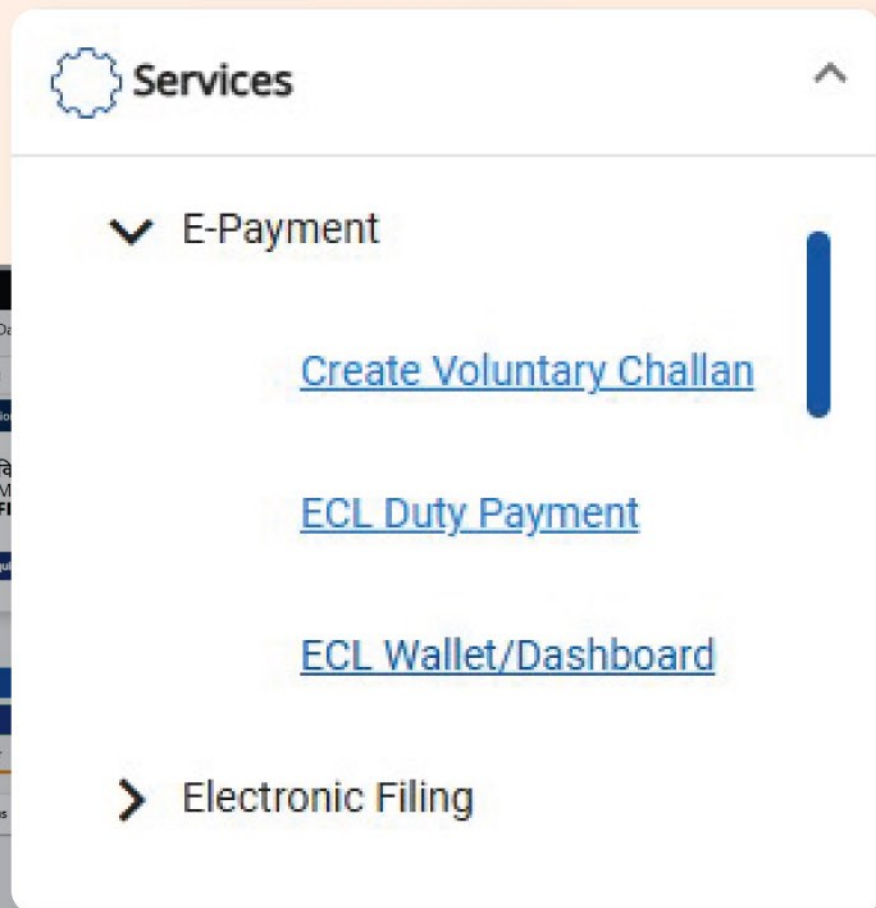 Services
E-Payment
Create Voluntary Challan
ECL Duty Payment
ECL Wallet/Dashboard
Electronic Filing